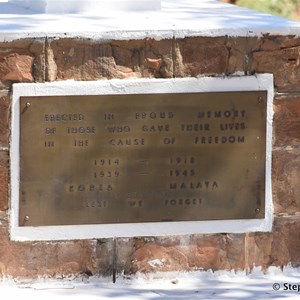 ERECTED IN PROUD MEMORY
OF THOSE WHO GAVE THEIR LIVES
IN THE CAUSE OF FREEDOM
1914 1918
1939 1945
KOREA MALAYA
LEST WE FORGET
© Step